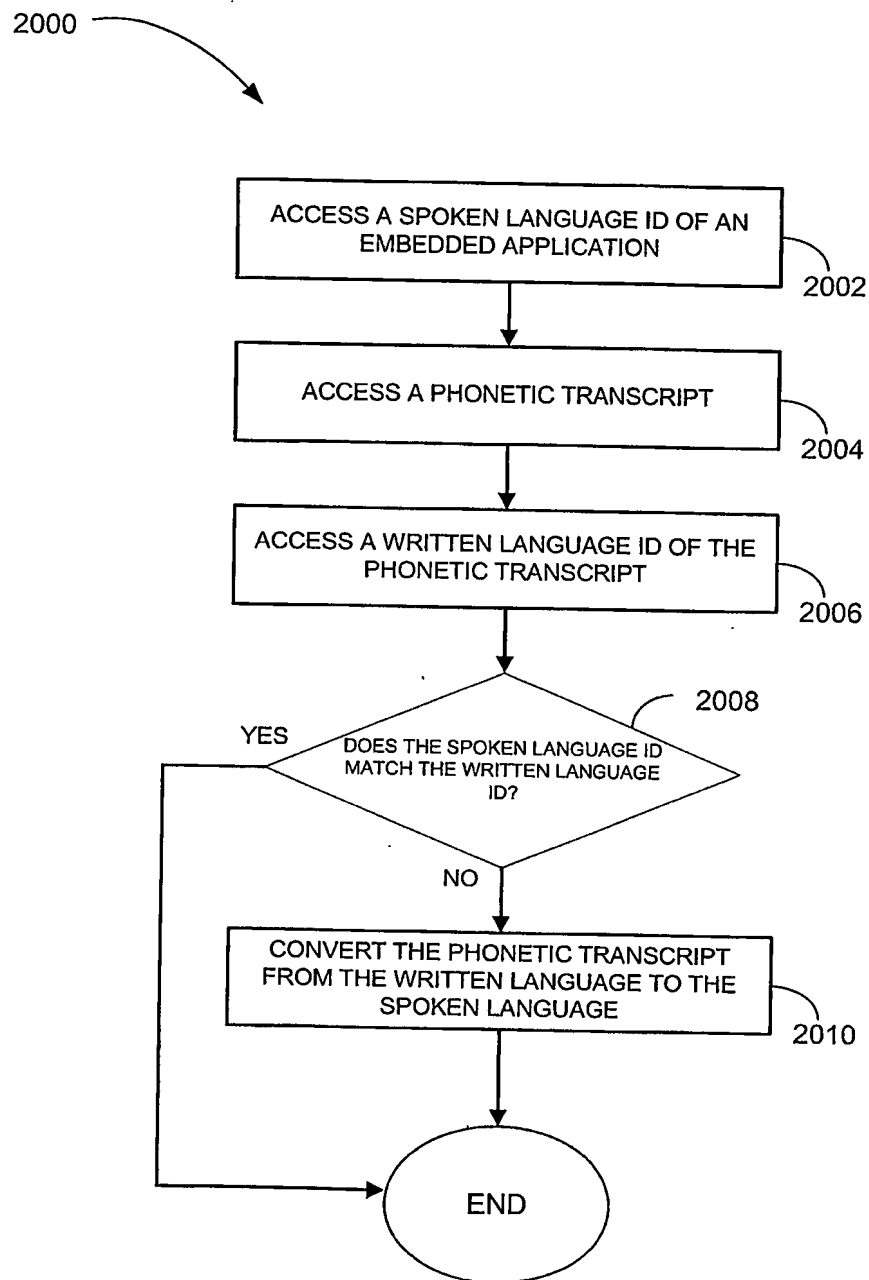 2000
ACCESS A SPOKEN LANGUAGE ID OF AN
EMBEDDED APPLICATION
2002
ACCESS A PHONETIC TRANSCRIPT
2004
ACCESS A WRITTEN LANGUAGE ID OF THE
PHONETIC TRANSCRIPT
2006
2008
YES
DOES THE SPOKEN LANGUAGE ID
MATCH THE WRITTEN LANGUAGE
ID?
NO
CONVERT THE PHONETIC TRANSCRIPT
FROM THE WRITTEN LANGUAGE TO THE
SPOKEN LANGUAGE
2010
END